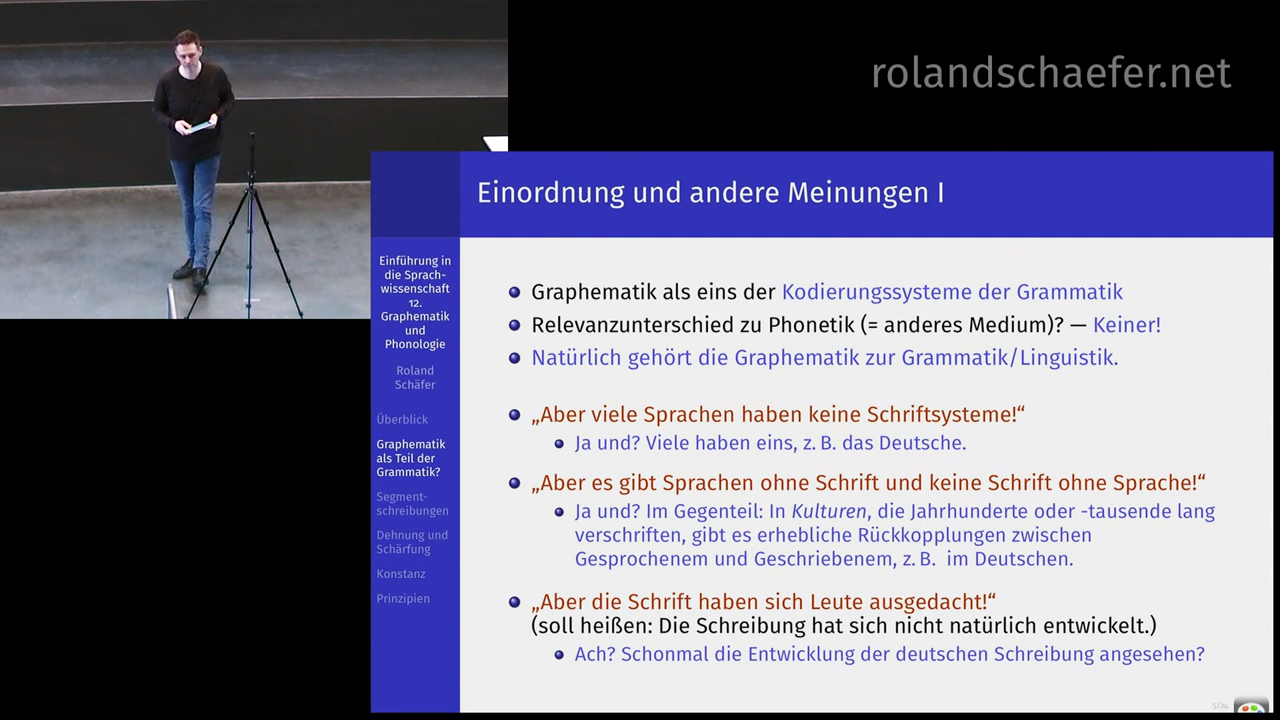 rolandschaefer.net
Einordnung und andere Meinungen I
Einführung in
die Sprach-
wissenschaft
12.
Graphematik
und
Phonologie
Roland
Schäfer
Überblick
Graphematik
als Teil der
Grammatik?
Segment-
schreibungen
Dehnung und
Schärfung
Konstanz
Prinzipien
Graphematik als eins der Kodierungssysteme der Grammatik
Relevanzunterschied zu Phonetik (= anderes Medium)? — Keiner!
Natürlich gehört die Graphematik zur Grammatik/Linguistik.
„Aber viele Sprachen haben keine Schriftsysteme!“
Ja und? Viele haben eins, z. B. das Deutsche.
„Aber es gibt Sprachen ohne Schrift und keine Schrift ohne Sprache!“
Ja und? Im Gegenteil: In Kulturen, die Jahrhunderte oder -tausende lang
verschriften, gibt es erhebliche Rückkopplungen zwischen
Gesprochenem und Geschriebenem, z. B. im Deutschen.
„Aber die Schrift haben sich Leute ausgedacht!“
(soll heißen: Die Schreibung hat sich nicht natürlich entwickelt.)
Ach? Schonmal die Entwicklung der deutschen Schreibung angesehen?
5/24